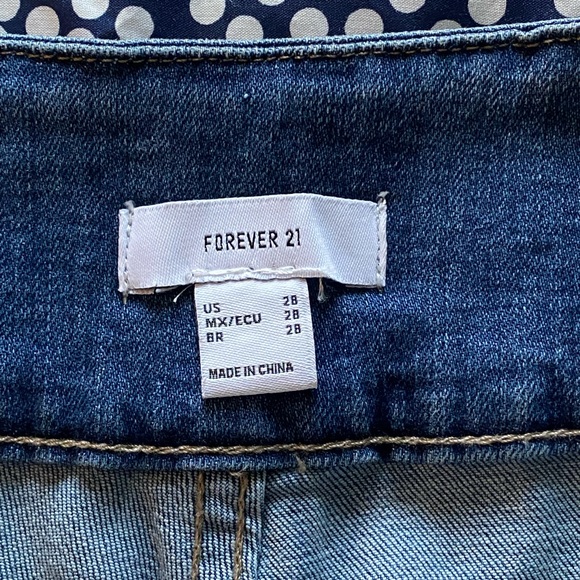 FOREVER 21
US 28
MX/ECU 28
BR 28
MADE IN CHINA